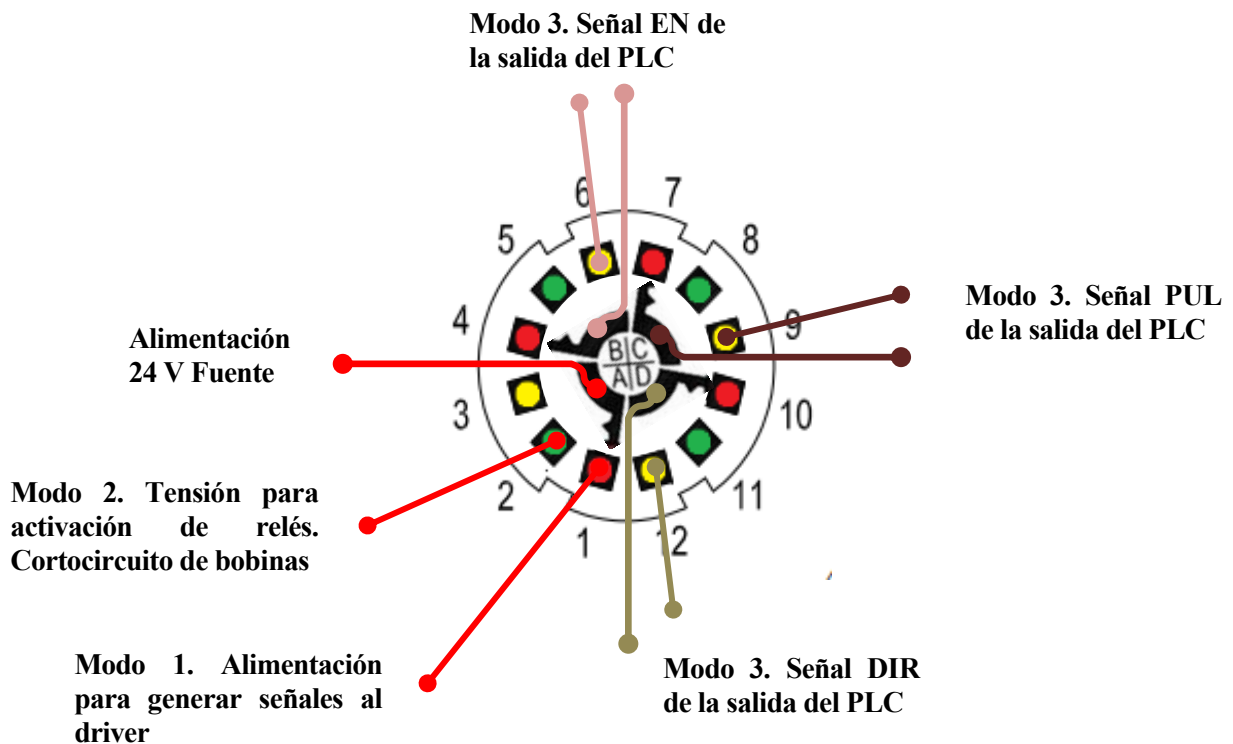 Modo 3. Señal EN de
la salida del PLC
6
7
5
8
4
9
Modo 3. Señal PUL
de la salida del PLC
Alimentación
24 V Fuente
B C
A D
3
10
Modo 2. Tensión para
activación de relés.
Cortocircuito de bobinas
2
11
1
12
Modo 1. Alimentación
para generar señales al
driver
Modo 3. Señal DIR
de la salida del PLC